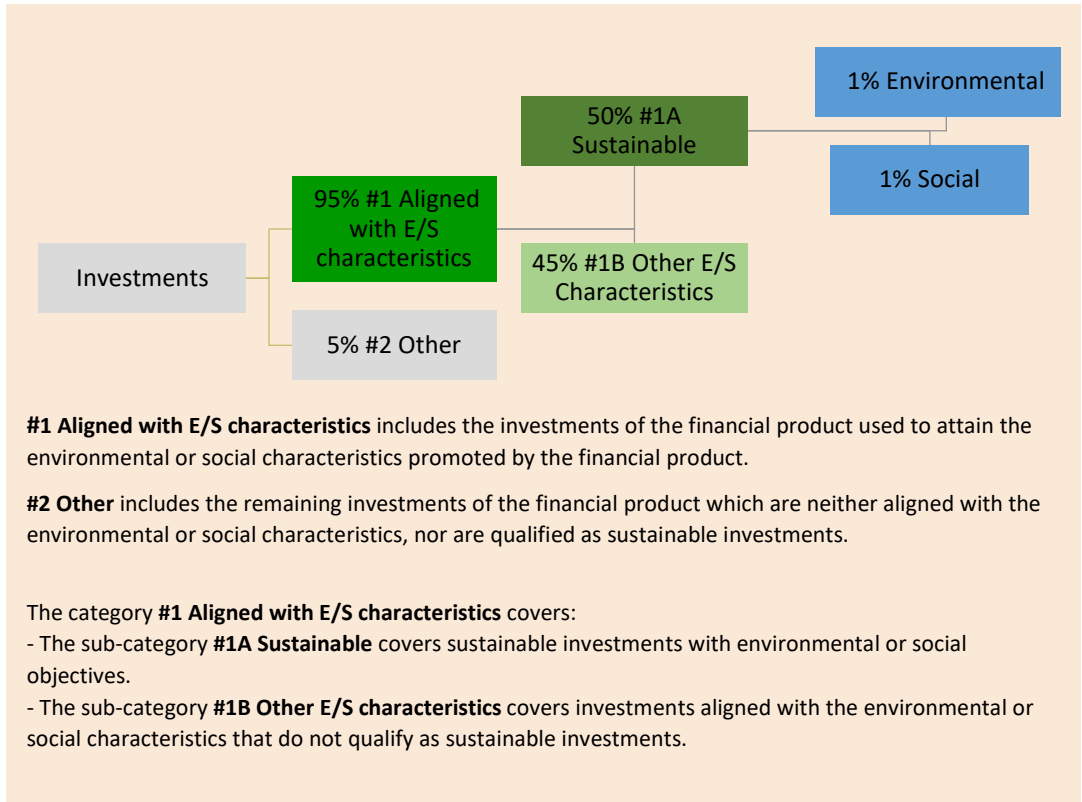 Investments
95% #1 Aligned
with E/S
characteristics
5% #2 Other
50% #1A
Sustainable
45% #1B Other E/S
Characteristics
1% Environmental
1% Social
#1 Aligned with E/S characteristics includes the investments of the financial product used to attain the
environmental or social characteristics promoted by the financial product.
#2 Other includes the remaining investments of the financial product which are neither aligned with the
environmental or social characteristics, nor are qualified as sustainable investments.
The category #1 Aligned with E/S characteristics covers:
- The sub-category #1A Sustainable covers sustainable investments with environmental or social
objectives.
- The sub-category #1B Other E/S characteristics covers investments aligned with the environmental or
social characteristics that do not qualify as sustainable investments.